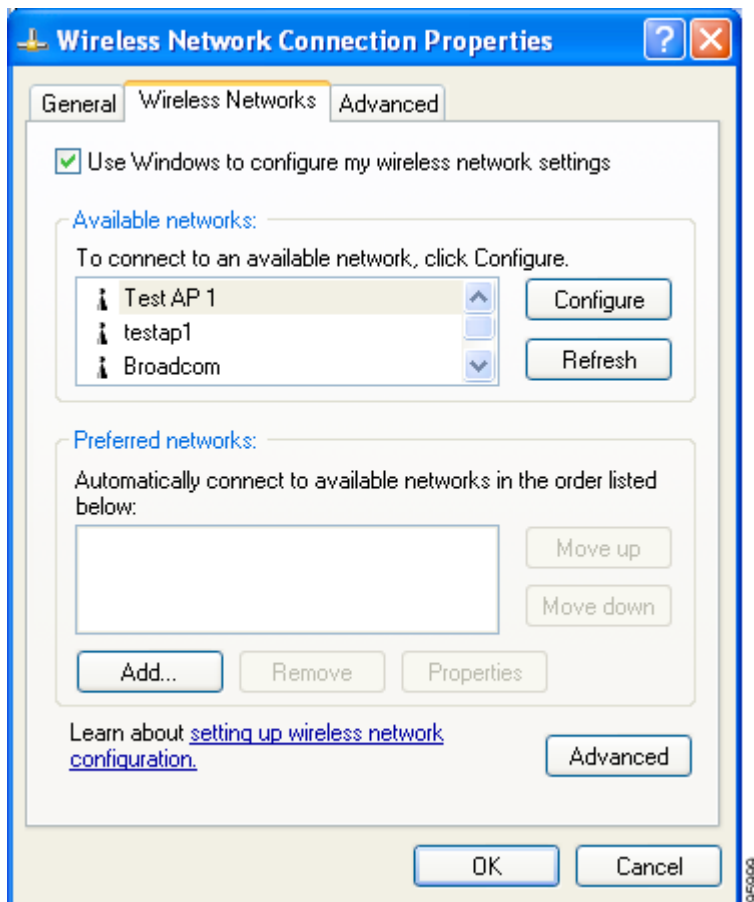 Wireless Network Connection Properties
?
General Wireless Networks Advanced
Use Windows to configure my wireless network settings
Available networks:
To connect to an available network, click Configure.
Test AP 1
testap1
Broadcom
Configure
Refresh
Preferred networks:
Automatically connect to available networks in the order listed
below:
Move up
Move down
Add...
Remove
Properties
Learn about setting up wireless network
configuration.
Advanced
OK
Cancel